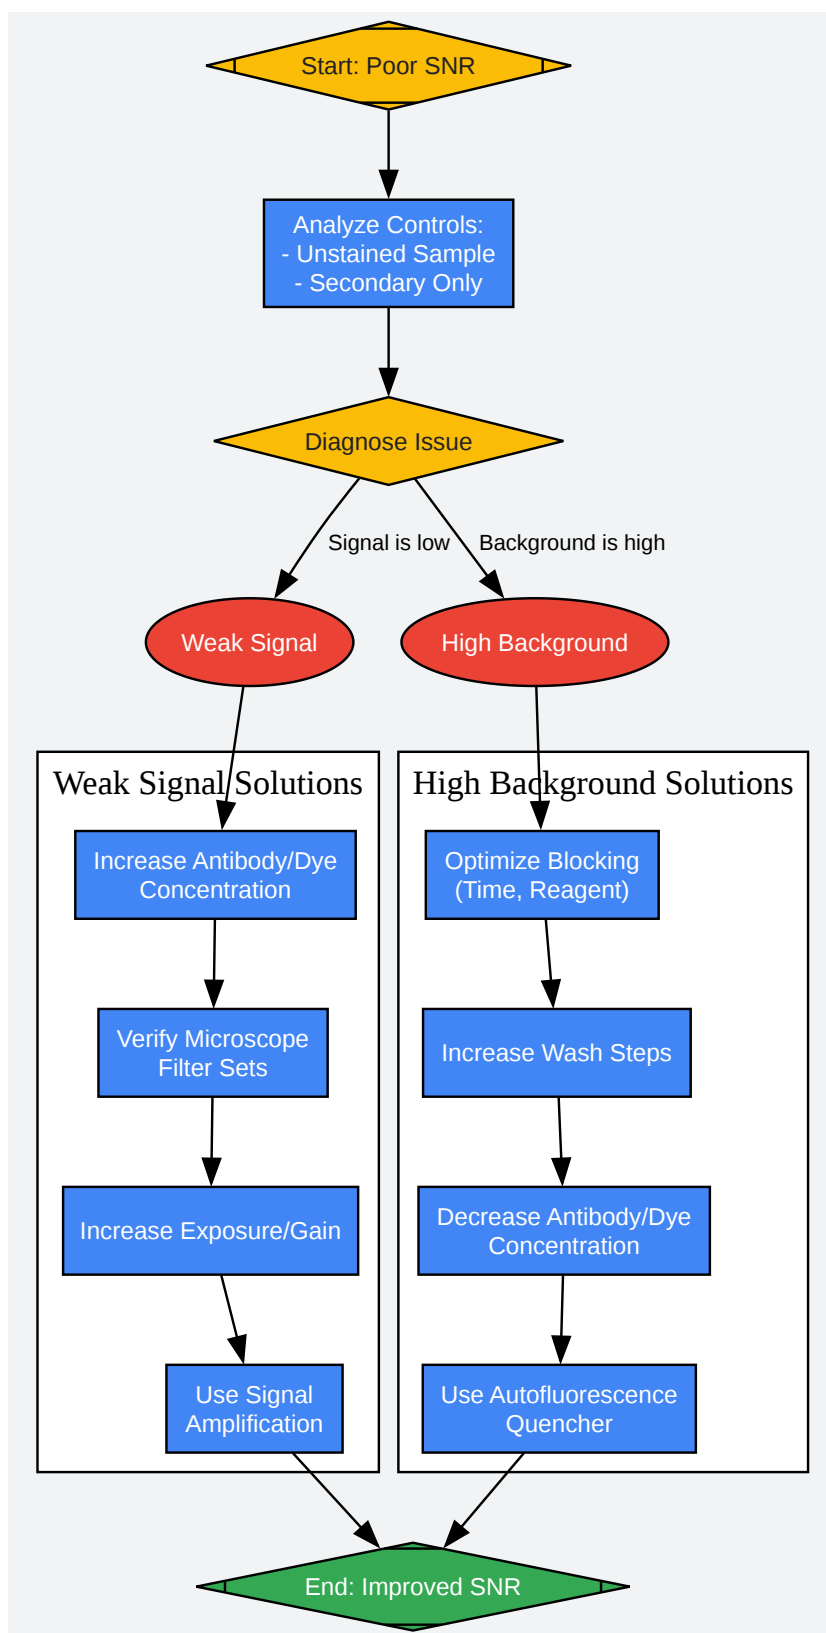 Start: Poor SNR
Analyze Controls:
- Unstained Sample
- Secondary Only
Diagnose Issue
Signal is low
Background is high
Weak Signal
High Background
Weak Signal Solutions
Increase Antibody/Dye
Concentration
Verify Microscope
Filter Sets
Increase Exposure/Gain
Use Signal
Amplification
High Background Solutions
Optimize Blocking
(Time, Reagent)
Increase Wash Steps
Decrease Antibody/Dye
Concentration
Use Autofluorescence
Quencher
End: Improved SNR